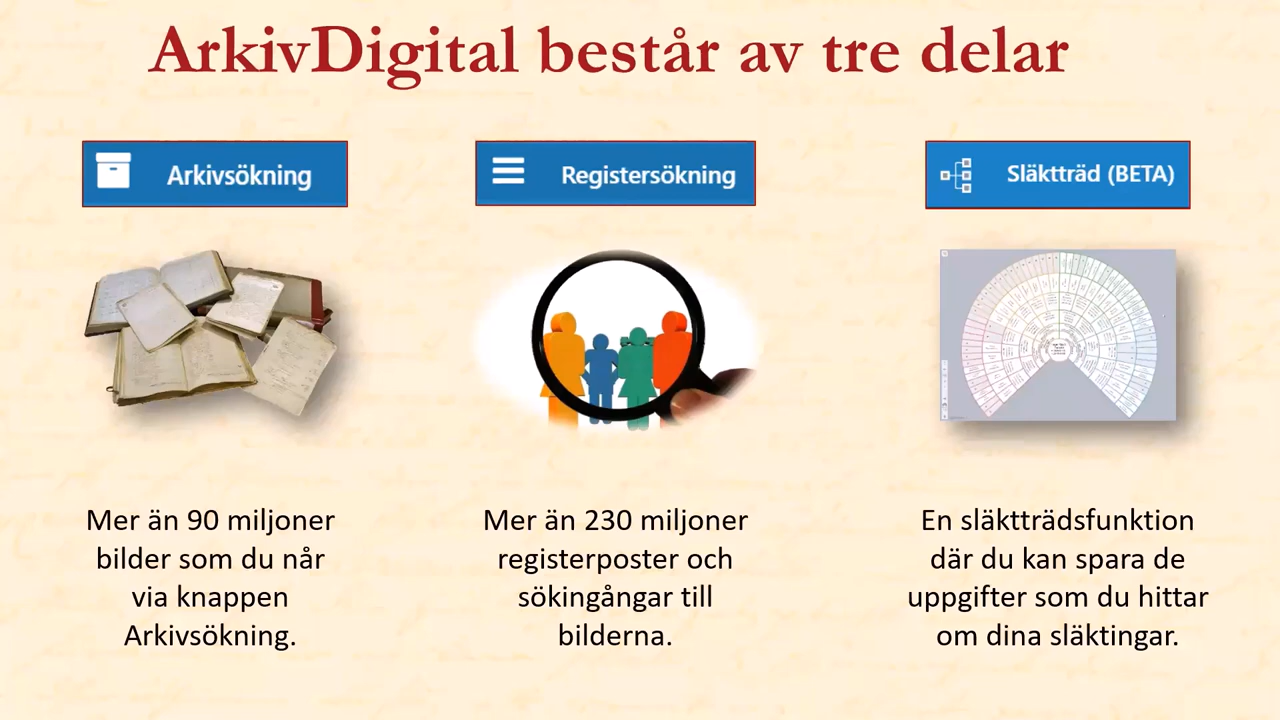 ArkivDigital består av tre delar
Arkivsökning
Mer än 90 miljoner
bilder som du når
via knappen
Arkivsökning.
Registersökning
Mer än 230 miljoner
registerposter och
sökingångar till
bilderna.
Släktträd (BETA)
En släktträdsfunktion
där du kan spara de
uppgifter som du hittar
om dina släktingar.